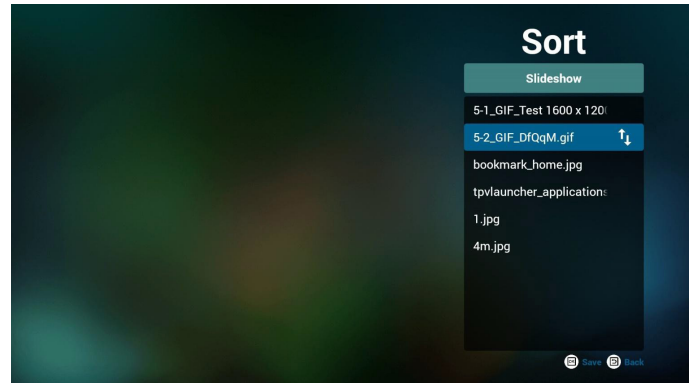 Sort
Slideshow
5-1_GIF_Test 1600 x 120
5-2_GIF_DfQqM.gif
bookmark_home.jpg
tpvlauncher_applications
1.jpg
4m.jpg
Save Back